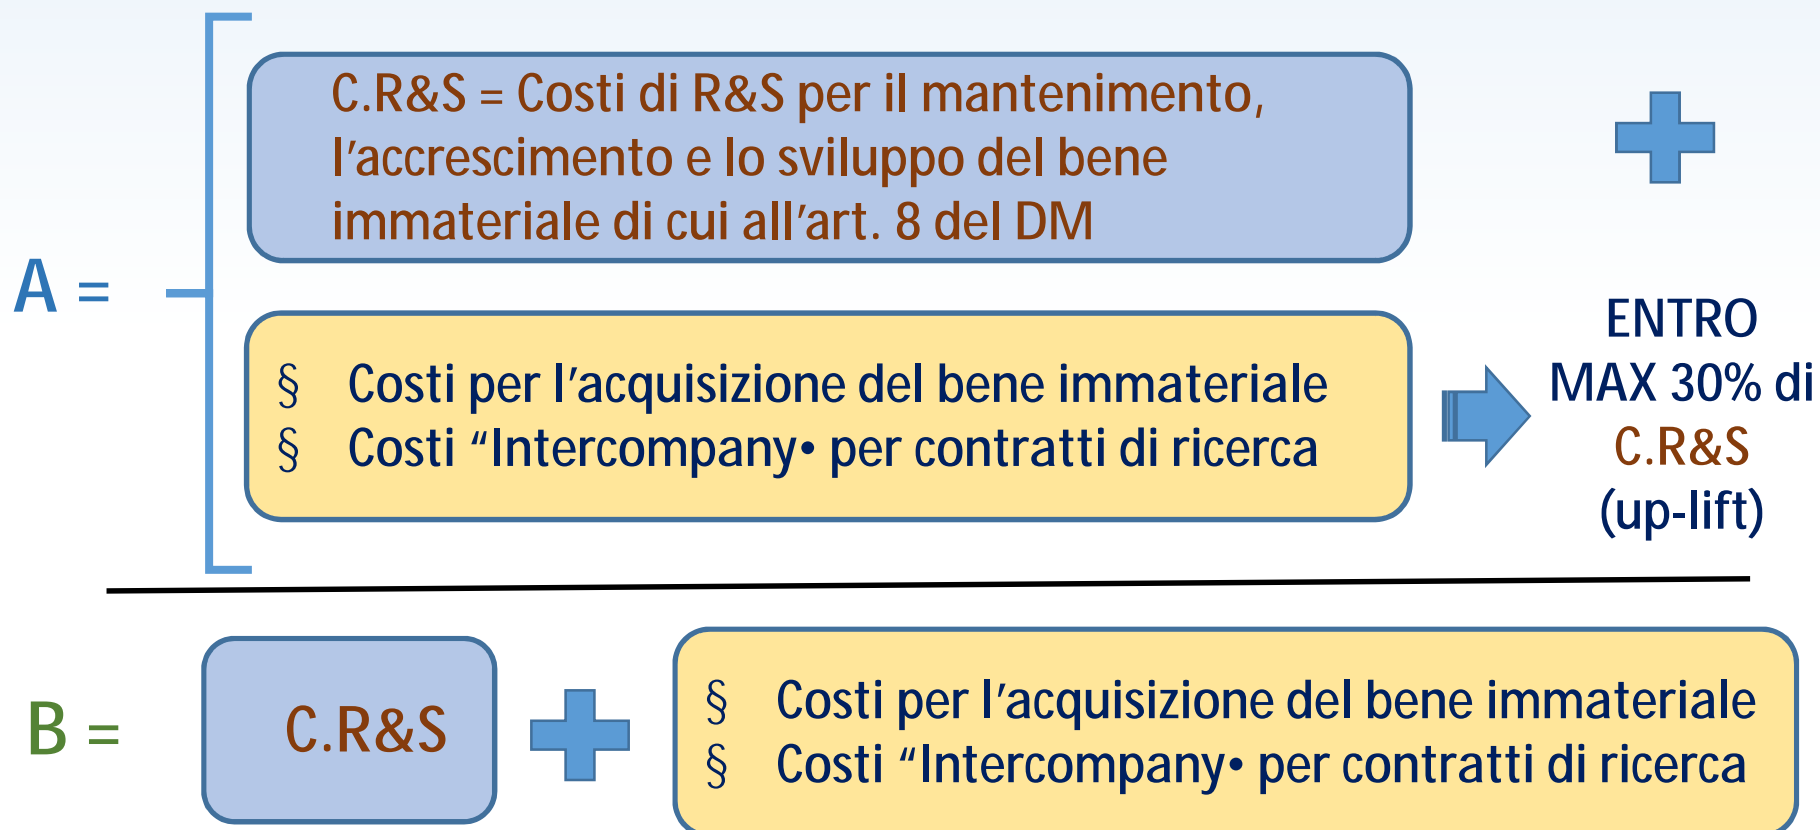 C.R&S = Costi di R&S per il mantenimento,
l'accrescimento e lo sviluppo del bene
immateriale di cui all'art. 8 del DM
A =
§ Costi per l'acquisizione del bene immateriale
§ Costi “Intercompany• per contratti di ricerca
ENTRO
MAX 30% di
C.R&S
(up-lift)
B =
C.R&S
§ Costi per l'acquisizione del bene immateriale
§ Costi “Intercompany• per contratti di ricerca